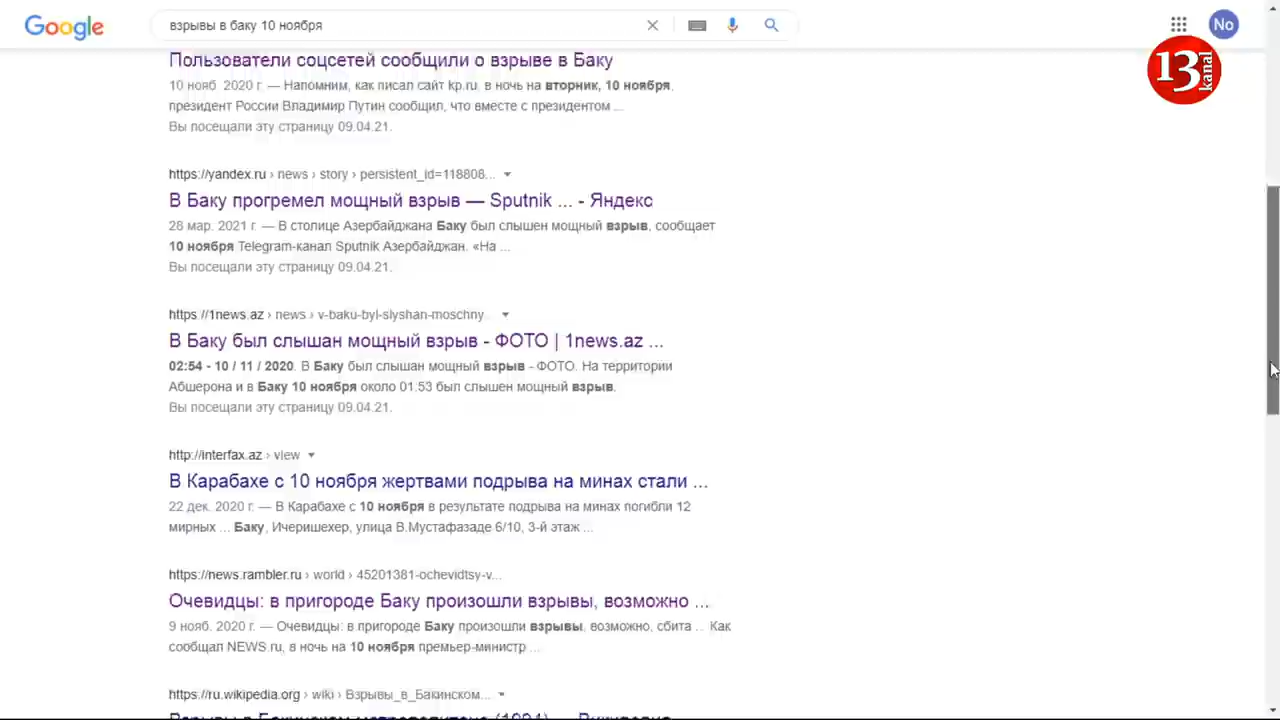 Google
взрывы в баку 10 ноября
No
13 kanal
Пользователи соцсетей сообщили о взрыве в Баку
10 нояб. 2020 г. — Напомним, как писал сайт kp.ru, в ночь на вторник, 10 ноября,
президент России Владимир Путин сообщил, что вместе с президентом ...
Вы посещали эту страницу 09.04.21.
https://yandex.ru › news › story › persistent_id=118808...
В Баку прогремел мощный взрыв — Sputnik ... - Яндекс
28 мар. 2021 г. — В столице Азербайджана Баку был слышен мощный взрыв, сообщает
10 ноября Telegram-канал Sputnik Азербайджан. «На ...
Вы посещали эту страницу 09.04.21.
https://1news.az › news › v-baku-byl-slyshan-moschny...
В Баку был слышан мощный взрыв - ФОТО | 1news.az ...
02:54 - 10 / 11 / 2020. В Баку был слышан мощный взрыв - ФОТО. На территории
Абшерона и в Баку 10 ноября около 01:53 был слышен мощный взрыв.
Вы посещали эту страницу 09.04.21.
http://interfax.az › view
В Карабахе с 10 ноября жертвами подрыва на минах стали ...
22 дек. 2020 г. — В Карабахе с 10 ноября в результате подрыва на минах погибли 12
мирных ... Баку, Ичеришехер, улица В.Мустафазаде 6/10, 3-й этаж ...
https://news.rambler.ru › world › 45201381-ochevidtsy-v...
Очевидцы: в пригороде Баку произошли взрывы, возможно ...
9 нояб. 2020 г. — Очевидцы: в пригороде Баку произошли взрывы, возможно, сбита ... Как
сообщал NEWS.ru, в ночь на 10 ноября премьер-министр ...
https://ru.wikipedia.org › wiki › Взрывы_в_Бакинском...
Взрывы в Бакинском метрополитене (1994) — Википедия